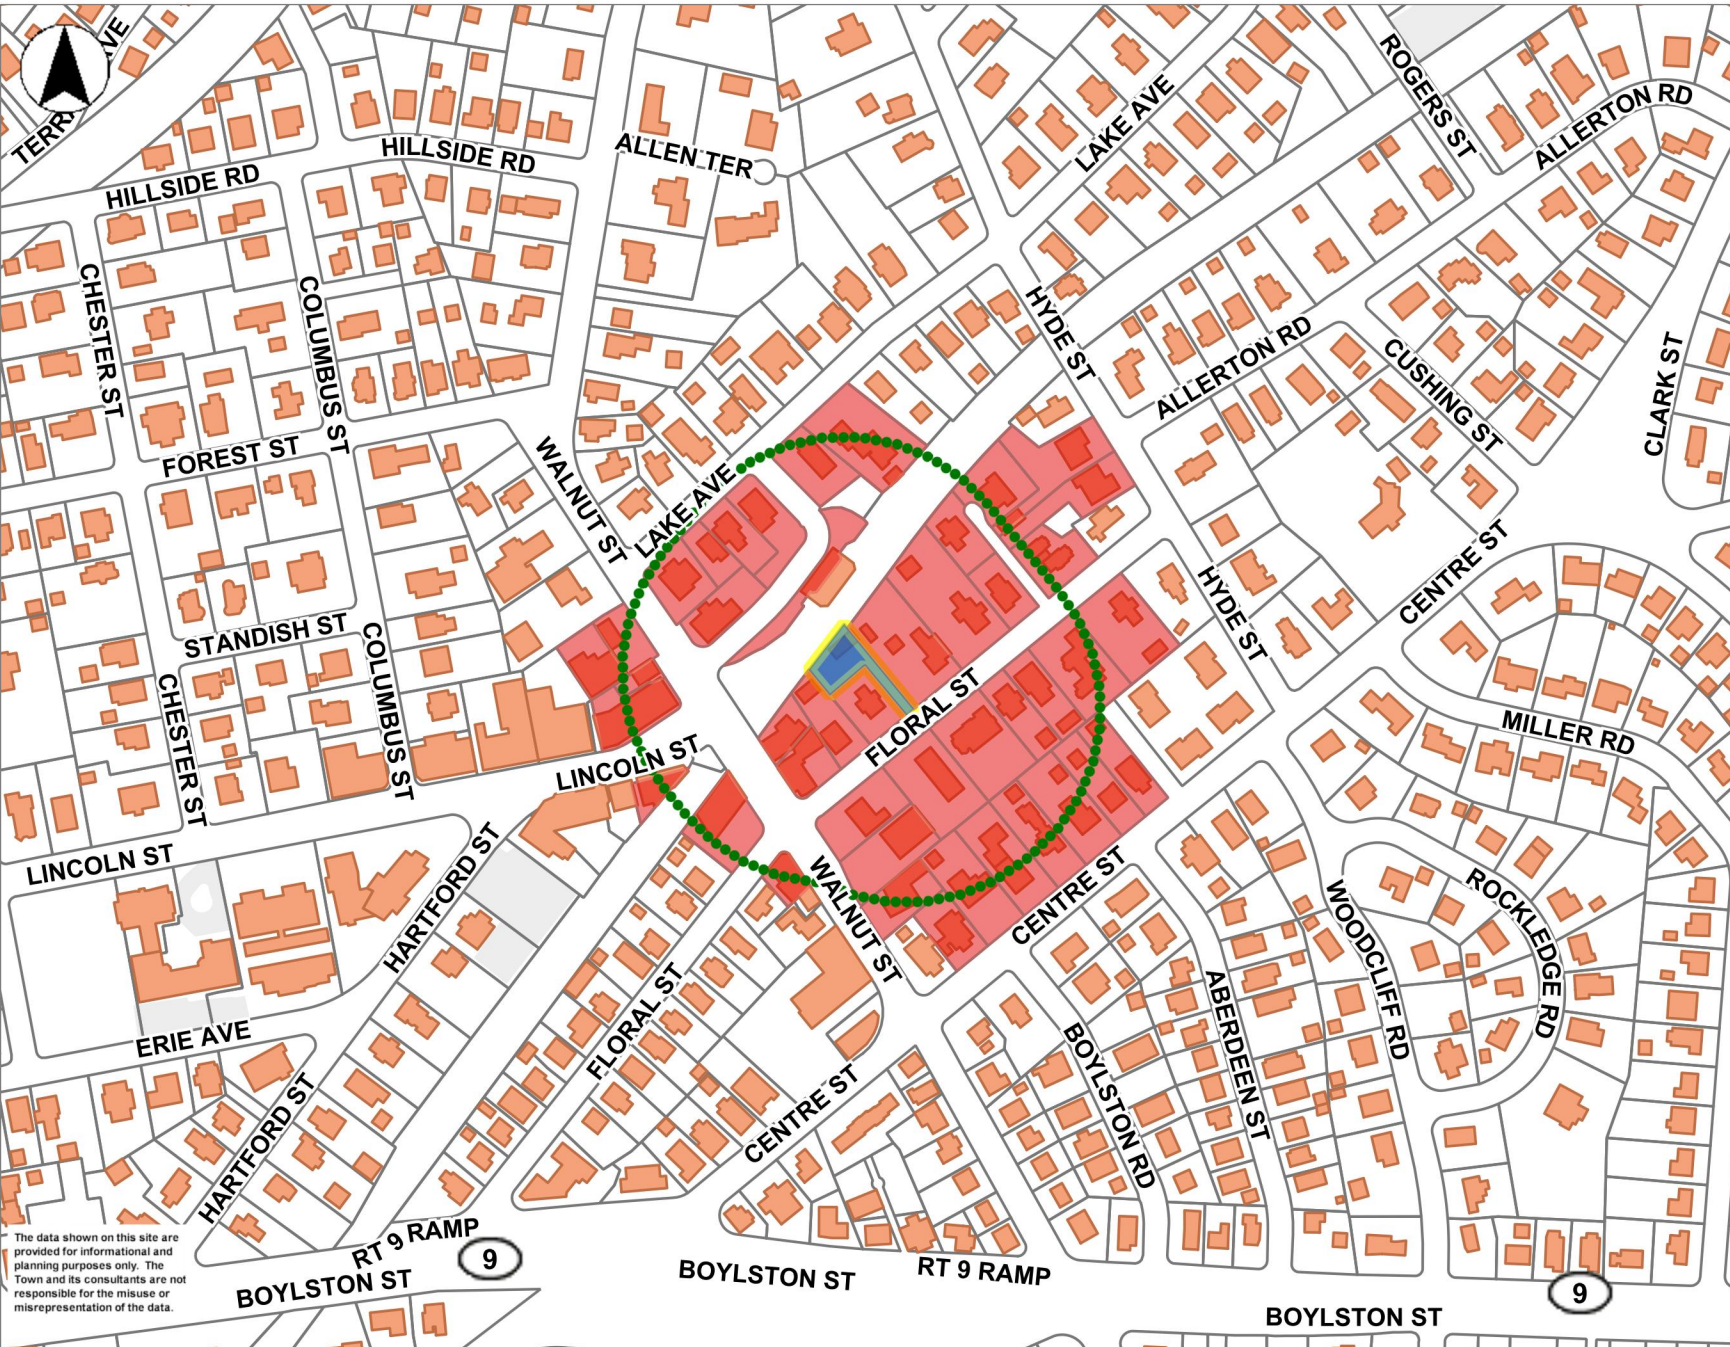 TERR AVE
HILLSIDE RD
HILLSIDE RD
ALLEN TER
LAKE AVE
ROGERS ST
ALLERTON RD
CHESTER ST
COLUMBUS ST
HYDE ST
ALLERTON RD
CUSHING ST
CLARK ST
FOREST ST
WALNUT ST
LAKE AVE
CENTRE ST
HYDE ST
STANDISH ST
COLUMBUS ST
CHESTER ST
FLORAL ST
MILLER RD
LINCOLN ST
LINCOLN ST
HARTFORD ST
WALNUT ST
CENTRE ST
WOODCLIFF RD
ROCKLEDGE RD
ERIE AVE
FLORAL ST
ABERDEEN ST
BOYLSTON RD
CENTRE ST
HARTFORD ST
The data shown on this site are
provided for informational and
planning purposes only. The
Town and its consultants are not
responsible for the misuse or
misrepresentation of the data.
RT 9 RAMP
9
BOYLSTON ST
BOYLSTON ST
RT 9 RAMP
9
BOYLSTON ST